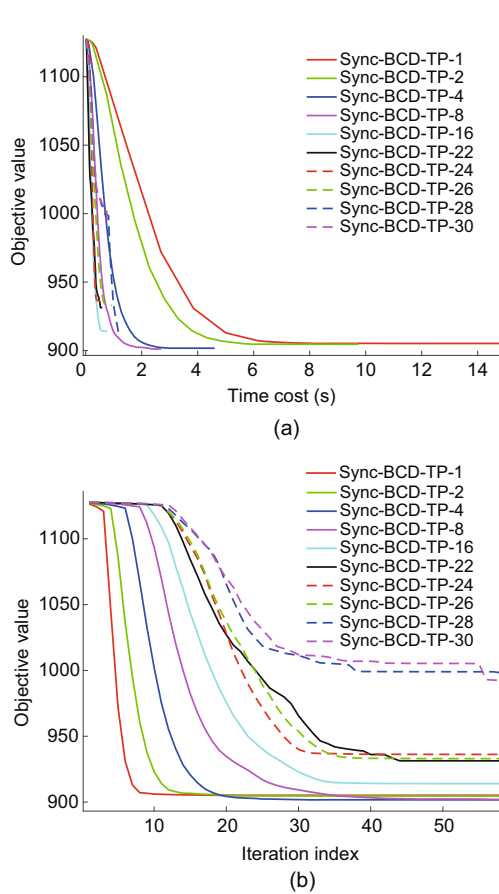 1100
1050
1000
950
900
Objective value
Sync-BCD-TP-1
Sync-BCD-TP-2
Sync-BCD-TP-4
Sync-BCD-TP-8
Sync-BCD-TP-16
Sync-BCD-TP-22
Sync-BCD-TP-24
Sync-BCD-TP-26
Sync-BCD-TP-28
Sync-BCD-TP-30
0 2 4 6 8 10 12 14
Time cost (s)
(a)
1100
1050
1000
950
900
Objective value
Sync-BCD-TP-1
Sync-BCD-TP-2
Sync-BCD-TP-4
Sync-BCD-TP-8
Sync-BCD-TP-16
Sync-BCD-TP-22
Sync-BCD-TP-24
Sync-BCD-TP-26
Sync-BCD-TP-28
Sync-BCD-TP-30
10 20 30 40 50
Iteration index
(b)